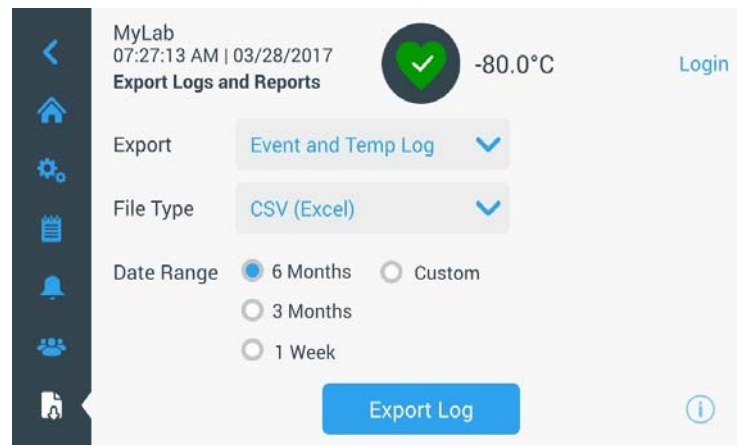 MyLab
07:27:13 AM | 03/28/2017
Export Logs and Reports
-80.0°C
Login
Export
Event and Temp Log
File Type
CSV (Excel)
Date Range
6 Months
Custom
3 Months
1 Week
Export Log